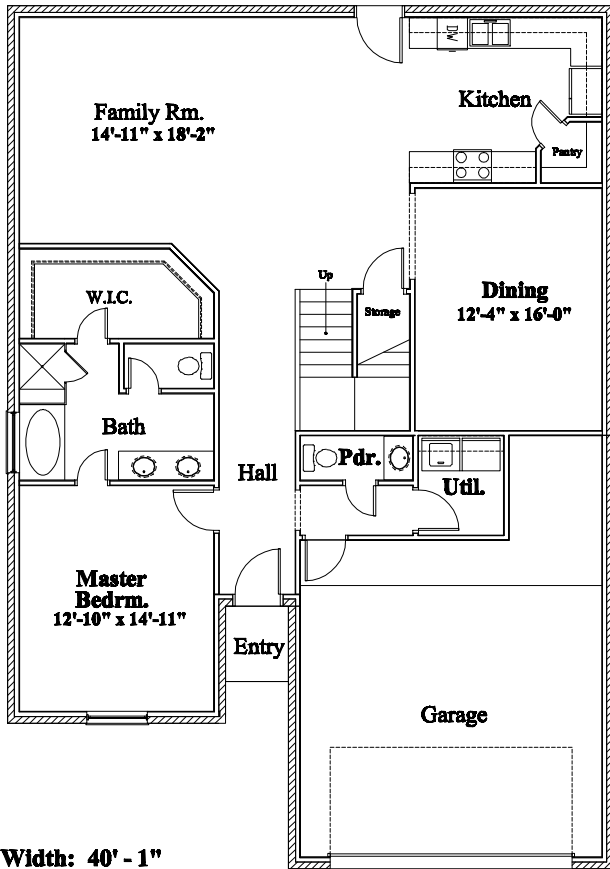 DW
Kitchen
Family Rm.
14'-11" x 18'-2"
Pantry
Up
Dining
12'-4" x 16'-0"
W.I.C.
Storage
Bath
Hall
Pdr.
Util.
Master
Bedrm.
12'-10" x 14'-11"
Entry
Garage
Width: 40' - 1"